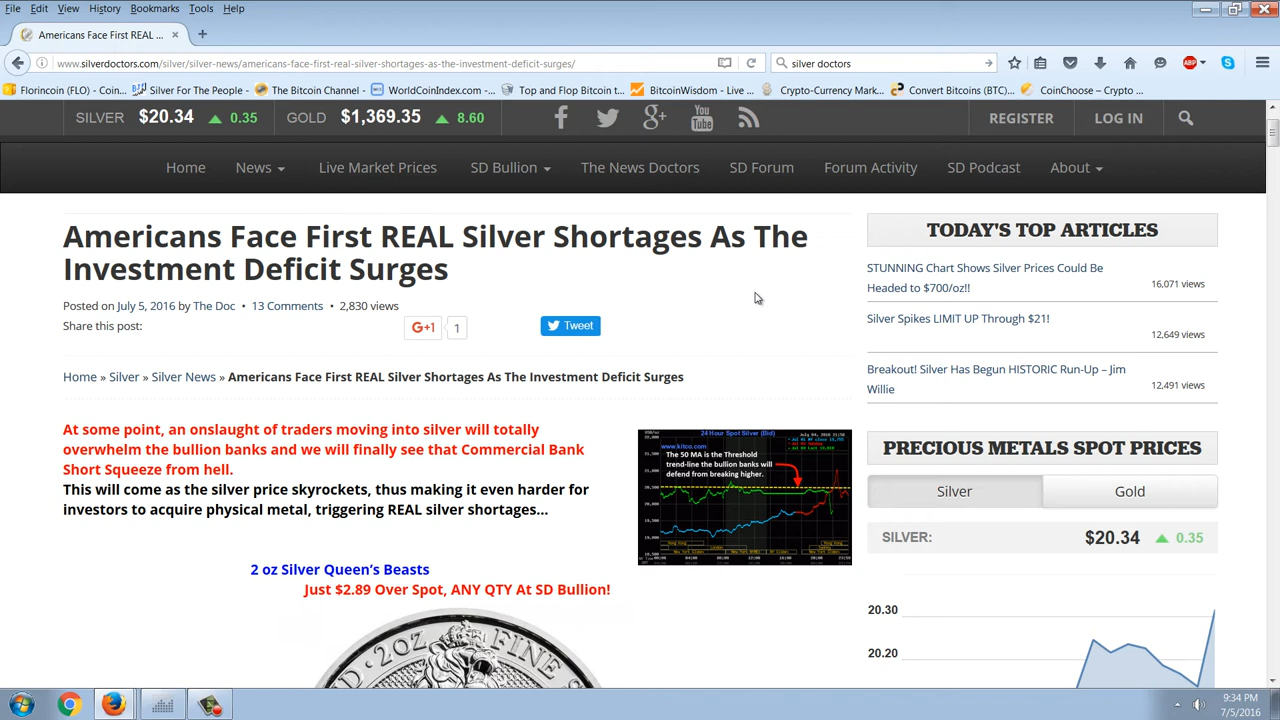 File Edit View History Bookmarks Tools Help
Americans Face First REAL ...
www.silverdoctors.com/silver/silver-news/americans-face-first-real-silver-shortages-as-the-investment-deficit-surges/
silver doctors
Florincoin (FLO) - Coin...
Silver For The People - ...
The Bitcoin Channel - ...
WorldCoinIndex.com -...
Top and Flop Bitcoin t...
BitcoinWisdom - Live ...
Crypto-Currency Mark...
Convert Bitcoins (BTC)...
CoinChoose – Crypto ...
SILVER $20.34 0.35 GOLD $1,369.35 8.60
REGISTER LOG IN
Home News Live Market Prices SD Bullion The News Doctors SD Forum Forum Activity SD Podcast About
Americans Face First REAL Silver Shortages As The
Investment Deficit Surges
Posted on July 5, 2016 by The Doc • 13 Comments • 2,830 views
Share this post:
G+1 1 Tweet
Home » Silver » Silver News » Americans Face First REAL Silver Shortages As The Investment Deficit Surges
At some point, an onslaught of traders moving into silver will totally
overwhelm the bullion banks and we will finally see that Commercial Bank
Short Squeeze from hell.
This will come as the silver price skyrockets, thus making it even harder for
investors to acquire physical metal, triggering REAL silver shortages...
24 Hour Spot Silver (Bid)
www.kitco.com
The 50 MA is the Threshold
trend-line the bullion banks will
defend from breaking higher.
2 oz Silver Queen's Beasts
Just $2.89 Over Spot, ANY QTY At SD Bullion!
2OZ FINE
TODAY'S TOP ARTICLES
STUNNING Chart Shows Silver Prices Could Be
Headed to $700/oz!!
16,071 views
Silver Spikes LIMIT UP Through $21!
12,649 views
Breakout! Silver Has Begun HISTORIC Run-Up – Jim
Willie
12,491 views
PRECIOUS METALS SPOT PRICES
Silver Gold
SILVER: $20.34 0.35
20.30
20.20
9:34 PM
7/5/2016